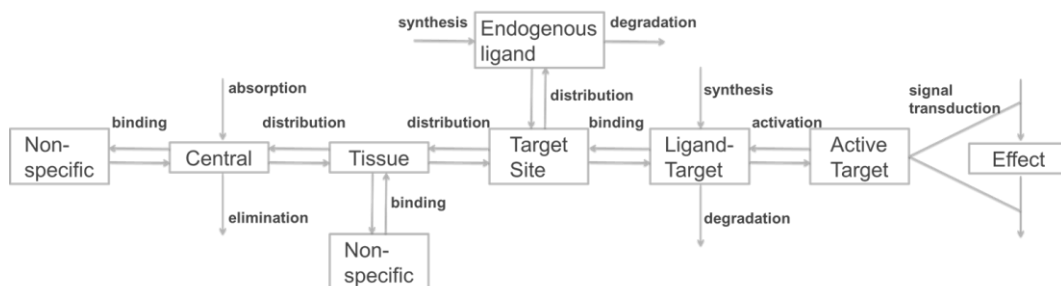 synthesis
Endogenous
ligand
degradation
absorption
distribution
synthesis
signal
transduction
binding
distribution
distribution
binding
activation
Non-
specific
Central
Tissue
Target
Site
Ligand-
Target
Active
Target
Effect
elimination
binding
degradation
Non-
specific